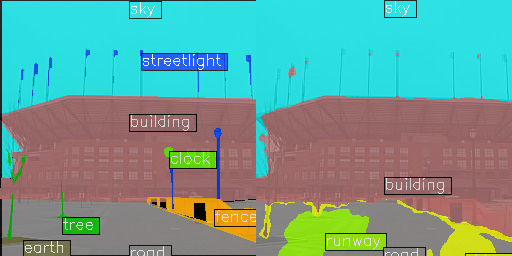 sky
streetlight
building
clock
fence
tree
earth
road
sky
building
runway
road